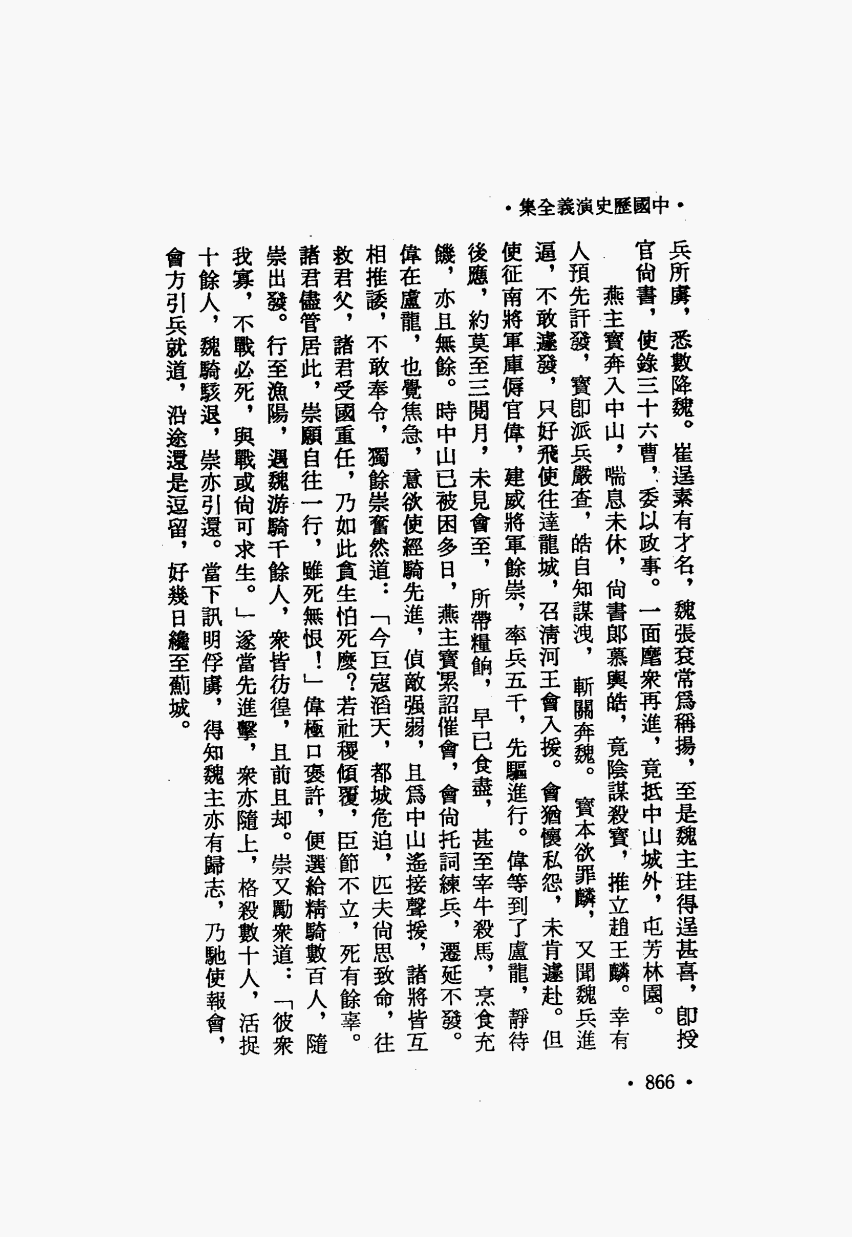 •中國歷史演義全集•
兵所虜，悉數降魏。崔逞素有才名，魏張袞常爲稱揚，至是魏主珪得逞甚喜，卽授
官尙書，使錄三十六曹，委以政事。一面麾衆再進，竟抵中山城外，屯芳林園。
燕主寶奔入中山，喘息未休，尙書郞慕輿皓，竟陰謀殺寶，推立趙王麟。幸有
人預先訐發，寶卽派兵嚴查，皓自知謀洩，斬關奔魏。寶本欲罪麟，又聞魏兵進
逼，不敢遽發，只好飛使往達龍城，召淸河王會入援。會猶懷私怨，未肯遽赴。但
使征南將軍庫傉官偉，建威將軍餘崇，率兵五千，先驅進行。偉等到了盧龍，靜待
後應，約莫至三閱月，未見會至，所帶糧餉，早已食盡，甚至宰牛殺馬，烹食充
饑，亦且無餘。時中山已被困多日，燕主寶累詔催會，會尙托詞練兵，遷延不發。
偉在盧龍，也覺焦急，意欲使經騎先進，偵敵强弱，且爲中山遙接聲援，諸將皆互
相推諉，不敢奉令，獨餘崇奮然道：「今巨寇滔天，都城危迫，匹夫尙思致命，往
救君父，諸君受國重任，乃如此貪生怕死麼？若社稷傾覆，臣節不立，死有餘辜。
諸君儘管居此，崇願自往一行，雖死無恨！」偉極口褒許，便選給精騎數百人，隨
崇出發。行至漁陽，遇魏游騎千餘人，衆皆彷徨，且前且却。崇又勵衆道：「彼衆
我寡，不戰必死，與戰或尙可求生。」遂當先進擊，衆亦隨上，格殺數十人，活捉
十餘人，魏騎駭退，崇亦引還。當下訊明俘虜，得知魏主亦有歸志，乃馳使報會，
會方引兵就道，沿途還是逗留，好幾日纔至薊城。
• 866 •